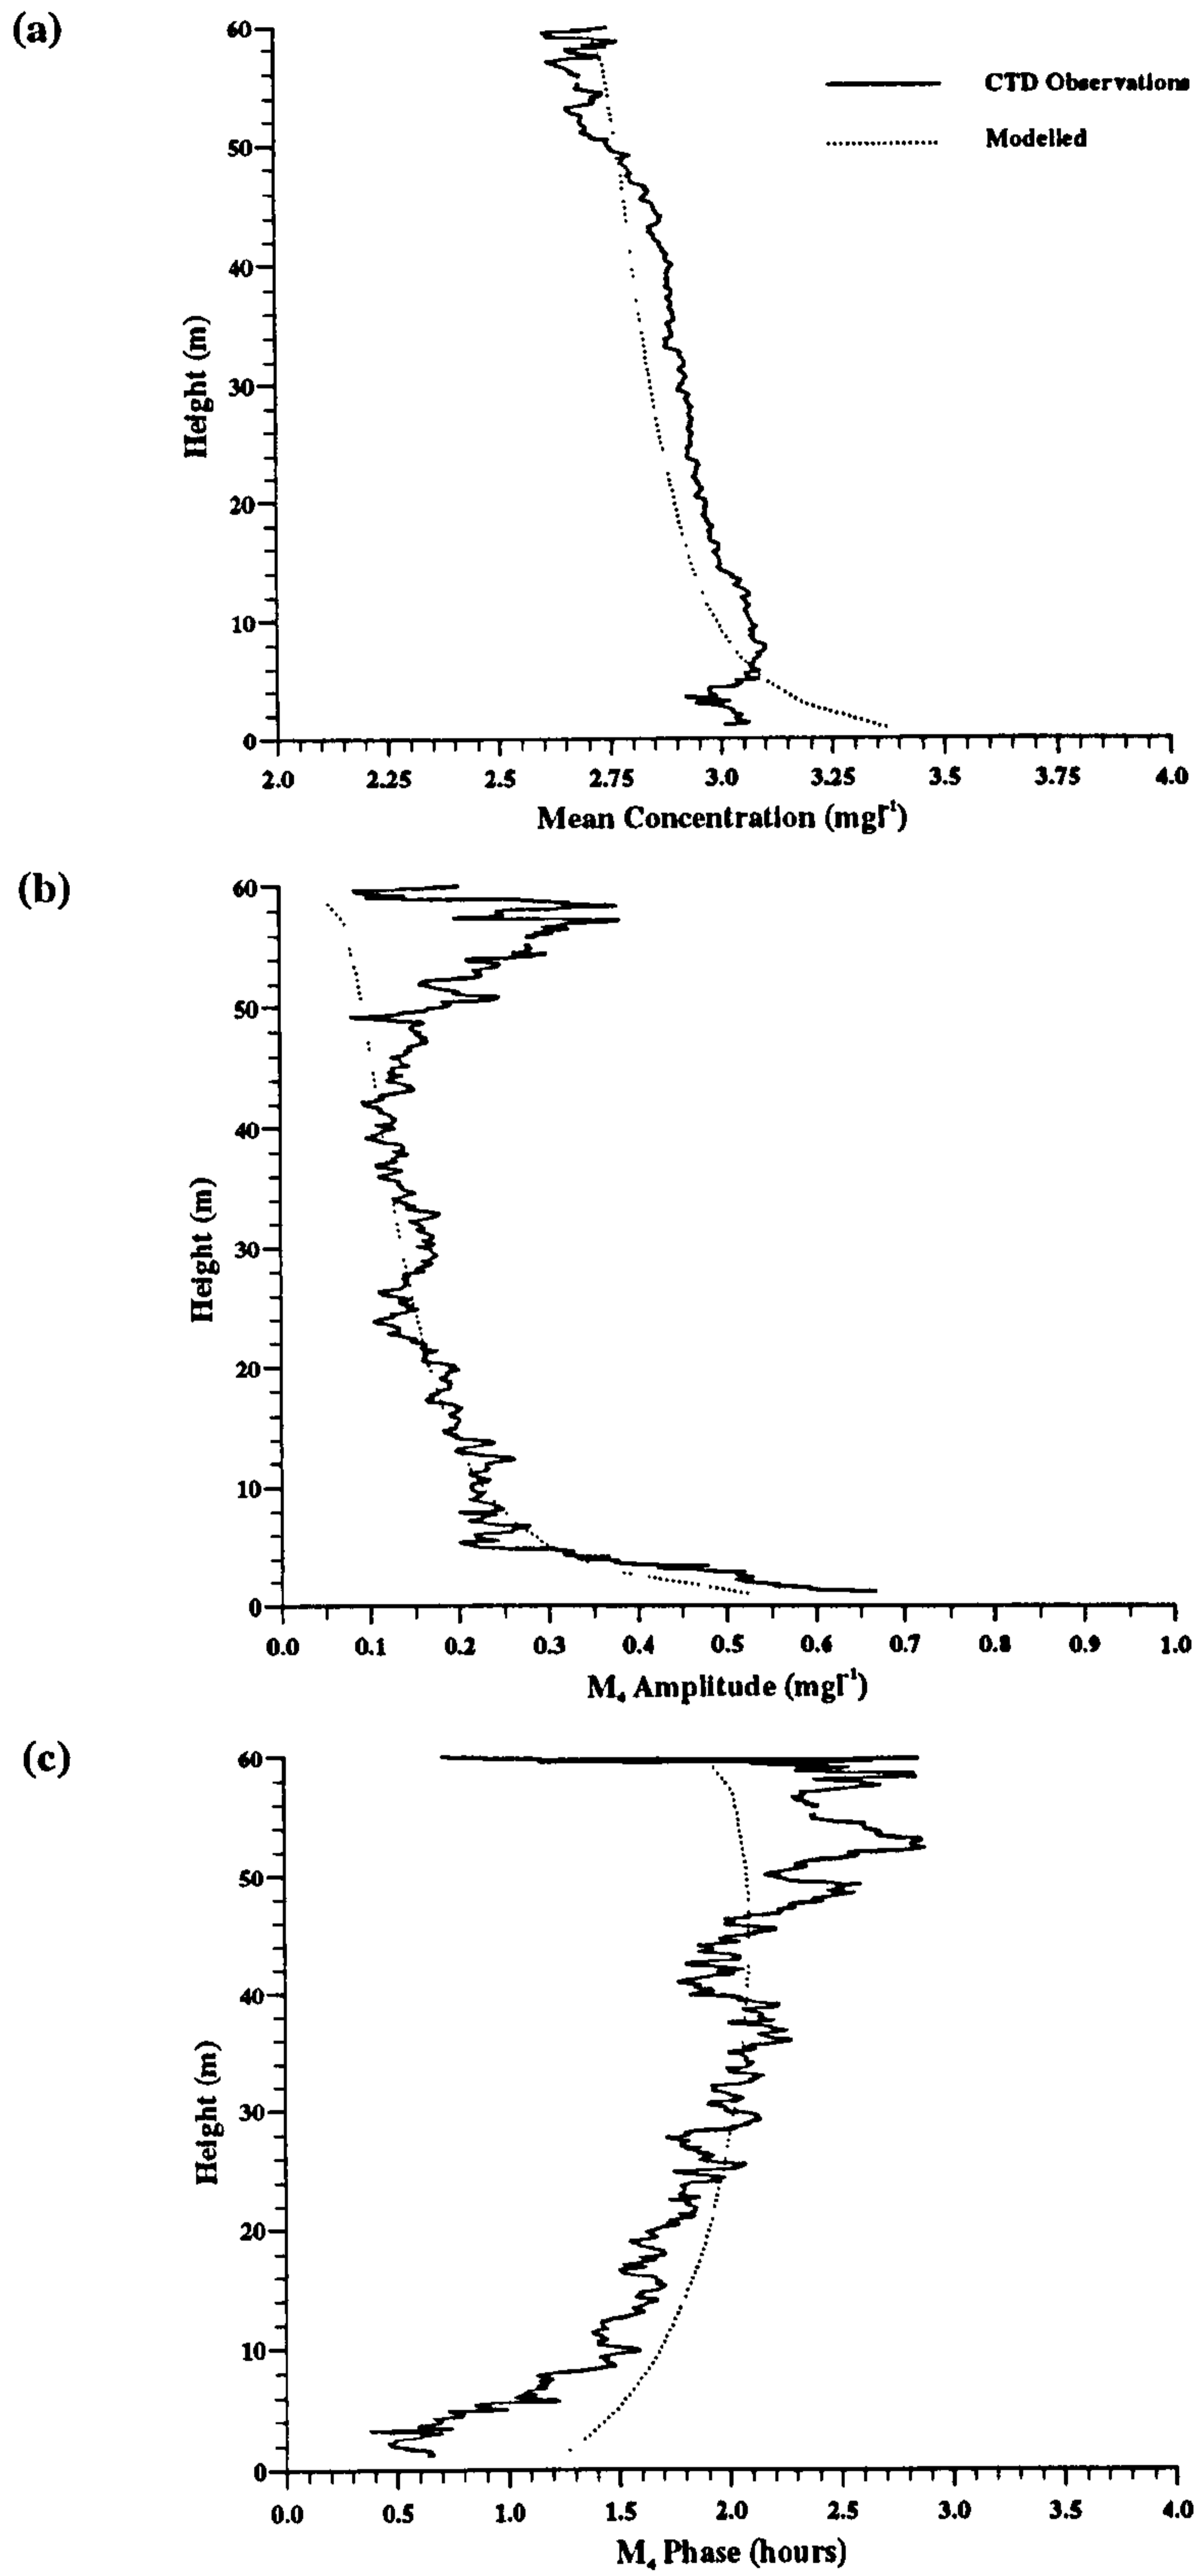 (a)
60
50
40
30
20
10
0
Height (m)
CTD Observations
Modelled
2.0 2.25 2.5 2.75 3.0 3.25 3.5 3.75 4.0
Mean Concentration (mgl⁻¹)
(b)
60
50
40
30
20
10
0
Height (m)
0.0 0.1 0.2 0.3 0.4 0.5 0.6 0.7 0.8 0.9 1.0
M₄ Amplitude (mgl⁻¹)
(c)
60
50
40
30
20
10
0
Height (m)
0.0 0.5 1.0 1.5 2.0 2.5 3.0 3.5 4.0
M₄ Phase (hours)